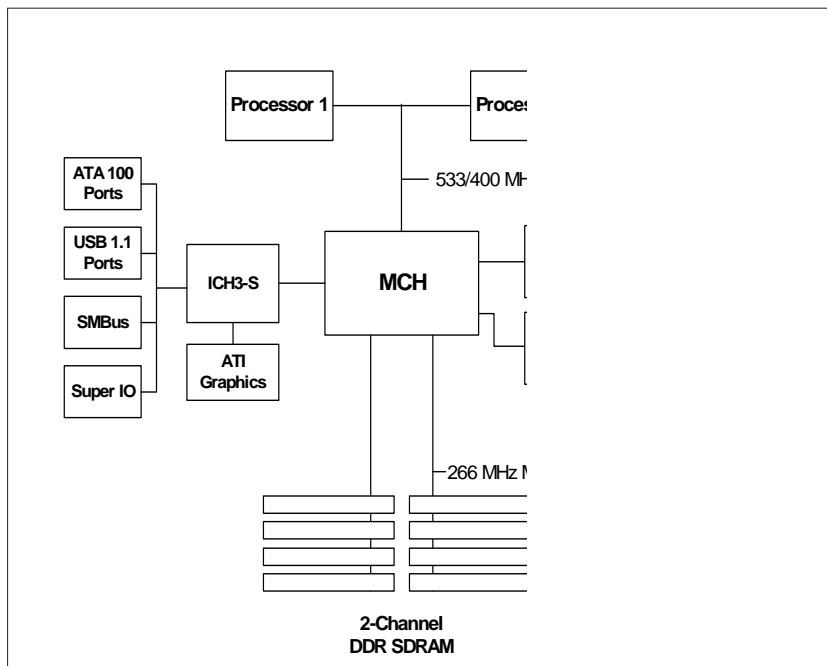 Processor 1
533/400
ATA 100
Ports
USB 1.1
Ports
ICH3-S
MCH
SMBus
ATI
Graphics
Super IO
266 MHz
2-Channel
DDR SDRAM